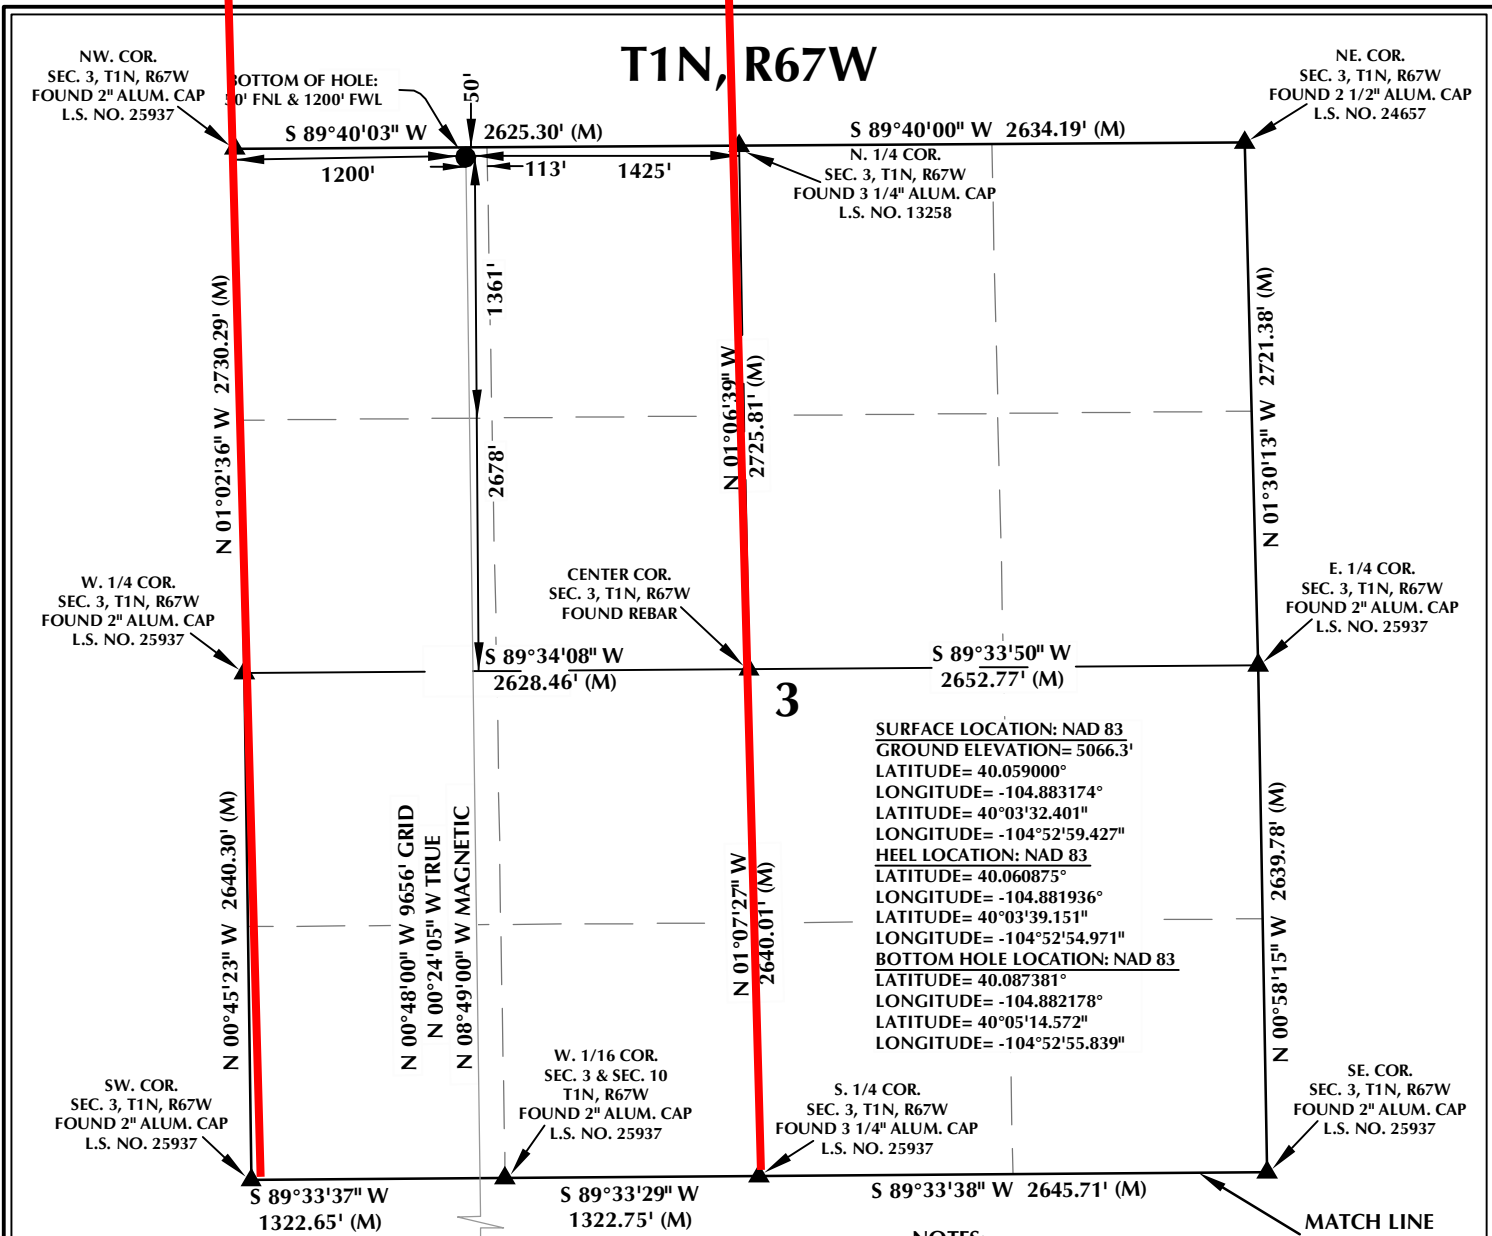 T1N, R67W
NW. COR.
SEC. 3, T1N, R67W
FOUND 2" ALUM. CAP
L.S. NO. 25937
BOTTOM OF HOLE:
50' FNL & 1200' FWL
50'
NE. COR.
SEC. 3, T1N, R67W
FOUND 2 1/2" ALUM. CAP
L.S. NO. 24657
S 89°40'03" W 2625.30' (M)
S 89°40'00" W 2634.19' (M)
1200'
113'
1425'
N. 1/4 COR.
SEC. 3, T1N, R67W
FOUND 3 1/4" ALUM. CAP
L.S. NO. 13258
N 01°02'36" W 2730.29' (M)
1361'
2678'
N 01°06'39" W
2725.81' (M)
N 01°30'13" W 2721.38' (M)
W. 1/4 COR.
SEC. 3, T1N, R67W
FOUND 2" ALUM. CAP
L.S. NO. 25937
CENTER COR.
SEC. 3, T1N, R67W
FOUND REBAR
E. 1/4 COR.
SEC. 3, T1N, R67W
FOUND 2" ALUM. CAP
L.S. NO. 25937
S 89°34'08" W
2628.46' (M)
S 89°33'50" W
2652.77' (M)
3
SURFACE LOCATION: NAD 83
GROUND ELEVATION= 5066.3'
LATITUDE= 40.059000°
LONGITUDE= -104.883174°
LATITUDE= 40°03'32.401"
LONGITUDE= -104°52'59.427"
HEEL LOCATION: NAD 83
LATITUDE= 40.060875°
LONGITUDE= -104.881936°
LATITUDE= 40°03'39.151"
LONGITUDE= -104°52'54.971"
BOTTOM HOLE LOCATION: NAD 83
LATITUDE= 40.087381°
LONGITUDE= -104.882178°
LATITUDE= 40°05'14.572"
LONGITUDE= -104°52'55.839"
N 00°45'23" W 2640.30' (M)
N 00°48'00" W 9656' GRID
N 00°24'05" W TRUE
N 08°49'00" W MAGNETIC
N 01°07'27" W
2640.01' (M)
N 00°58'15" W 2639.78' (M)
SW. COR.
SEC. 3, T1N, R67W
FOUND 2" ALUM. CAP
L.S. NO. 25937
W. 1/16 COR.
SEC. 3 & SEC. 10
T1N, R67W
FOUND 2" ALUM. CAP
L.S. NO. 25937
S. 1/4 COR.
SEC. 3, T1N, R67W
FOUND 3 1/4" ALUM. CAP
L.S. NO. 25937
SE. COR.
SEC. 3, T1N, R67W
FOUND 2" ALUM. CAP
L.S. NO. 25937
S 89°33'37" W
1322.65' (M)
S 89°33'29" W
1322.75' (M)
S 89°33'38" W 2645.71' (M)
MATCH LINE
NOTES: